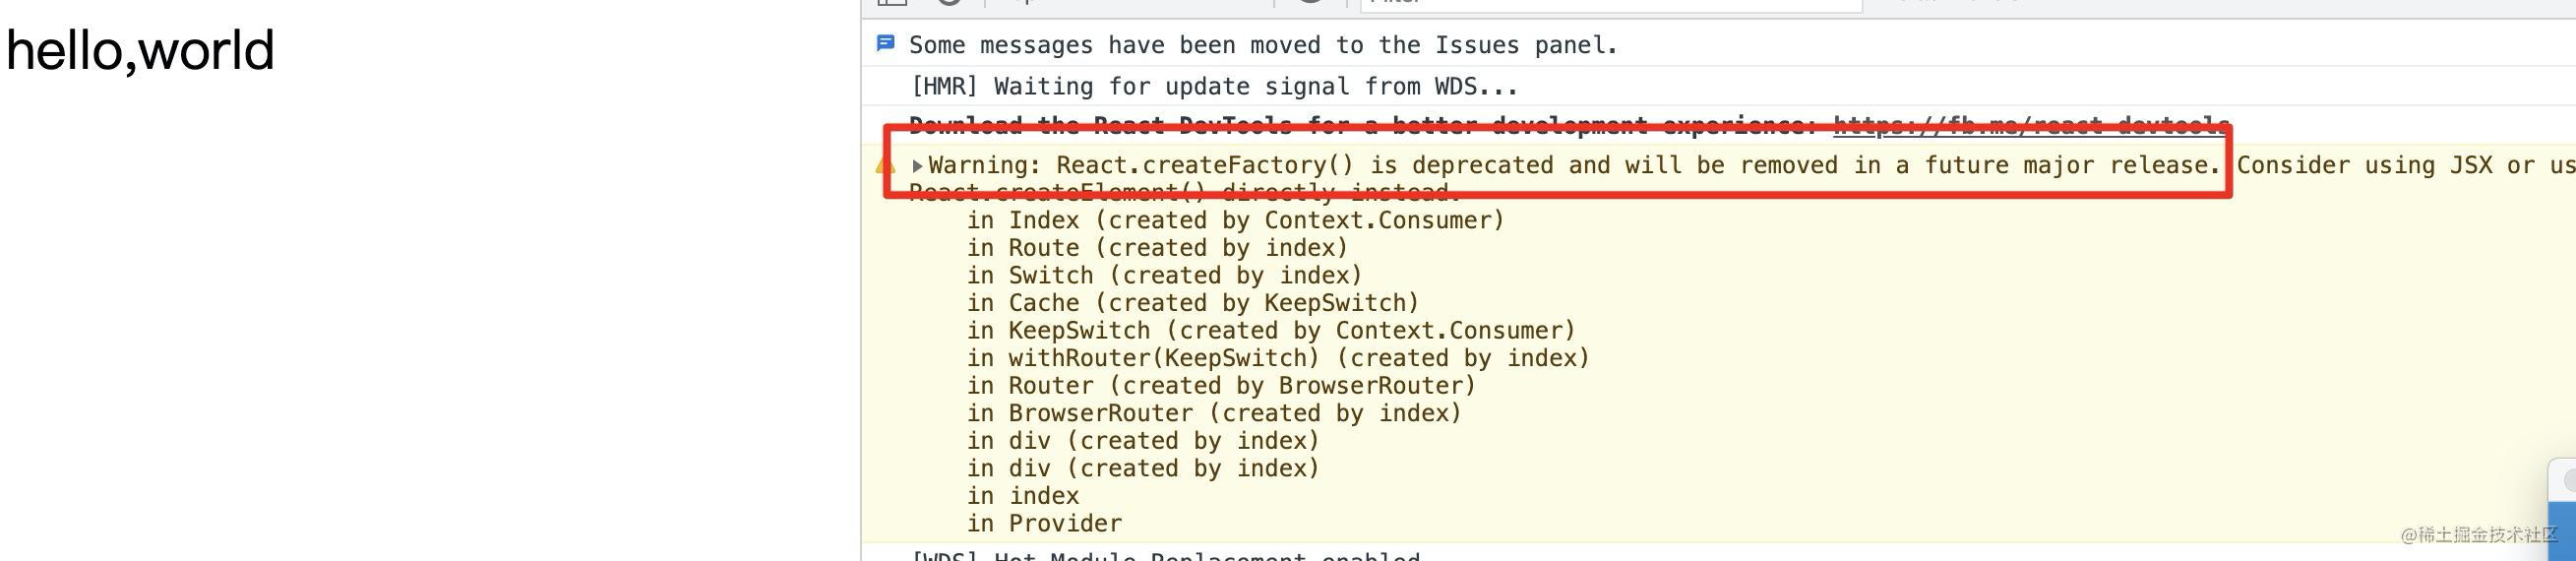 hello,world
Some messages have been moved to the Issues panel.
[HMR] Waiting for update signal from WDS...
Download the React DevTools for a better development experience: https://fb.me/react-devtools
Warning: React.createFactory() is deprecated and will be removed in a future major release. Consider using JSX or us
React.createElement() directly instead.
in Index (created by Context.Consumer)
in Route (created by index)
in Switch (created by index)
in Cache (created by KeepSwitch)
in KeepSwitch (created by Context.Consumer)
in withRouter(KeepSwitch) (created by index)
in Router (created by BrowserRouter)
in BrowserRouter (created by index)
in div (created by index)
in div (created by index)
in index
in Provider
[WDS] Hot Module Replacement enabled
@稀土掘金技术社区